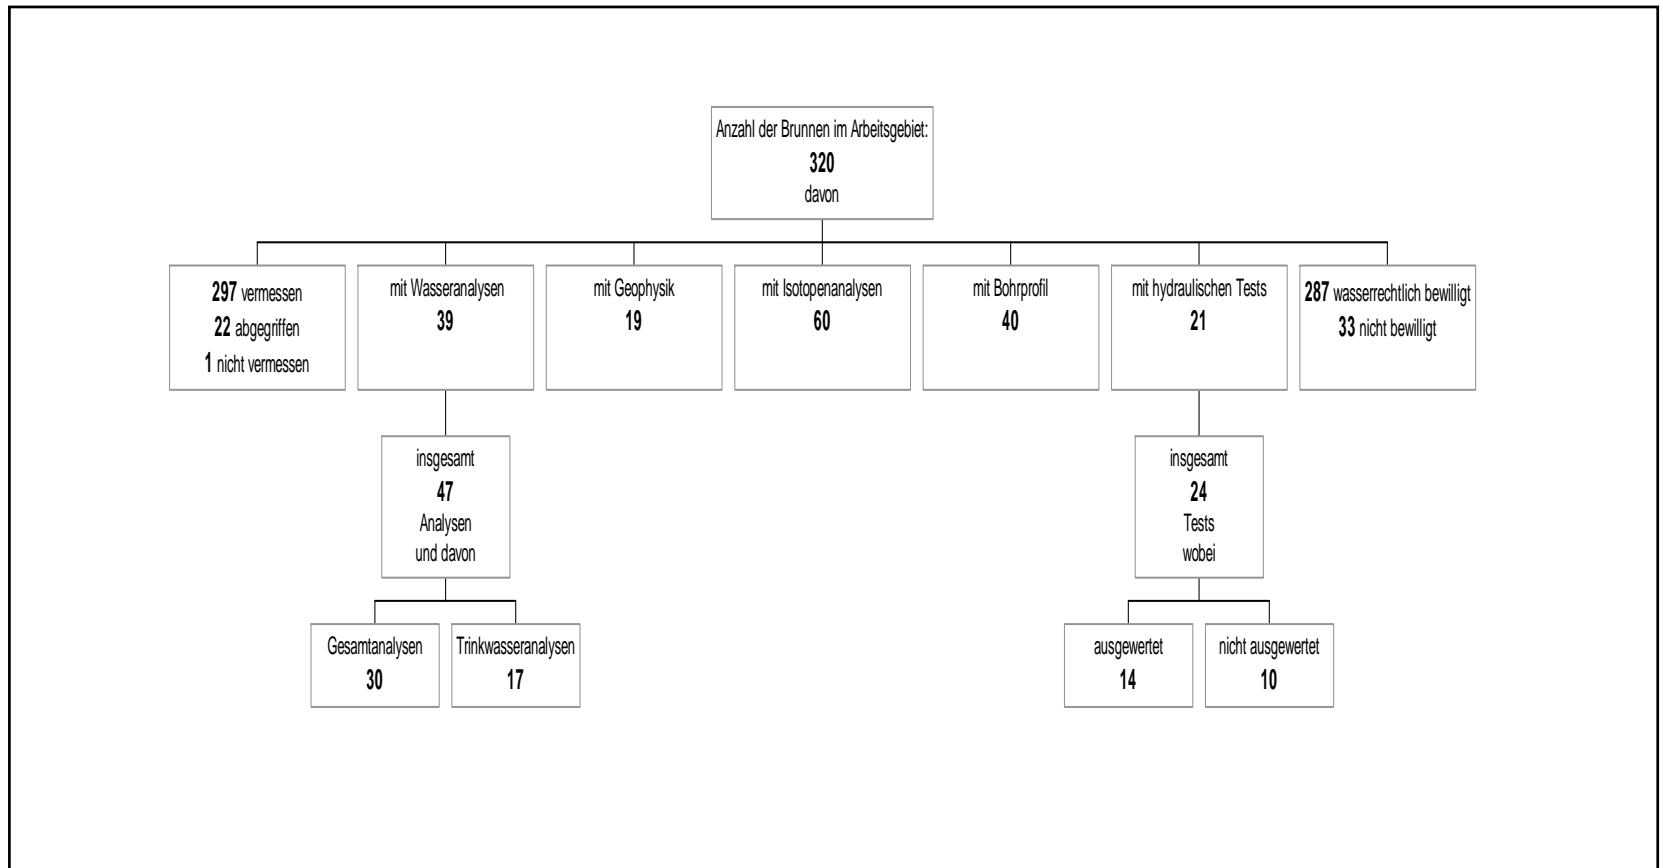 Anzahl der Brunnen im Arbeitsgebiet:
320
davon
297 vermessen
22 abgegriffen
1 nicht vermessen
mit Wasseranalysen
39
mit Geophysik
19
mit Isotopenanalysen
60
mit Bohrprofil
40
mit hydraulischen Tests
21
287 wasserrechtlich bewilligt
33 nicht bewilligt
insgesamt
47
Analysen
und davon
insgesamt
24
Tests
wobei
Gesamtanalysen
30
Trinkwasseranalysen
17
ausgewertet
14
nicht ausgewertet
10